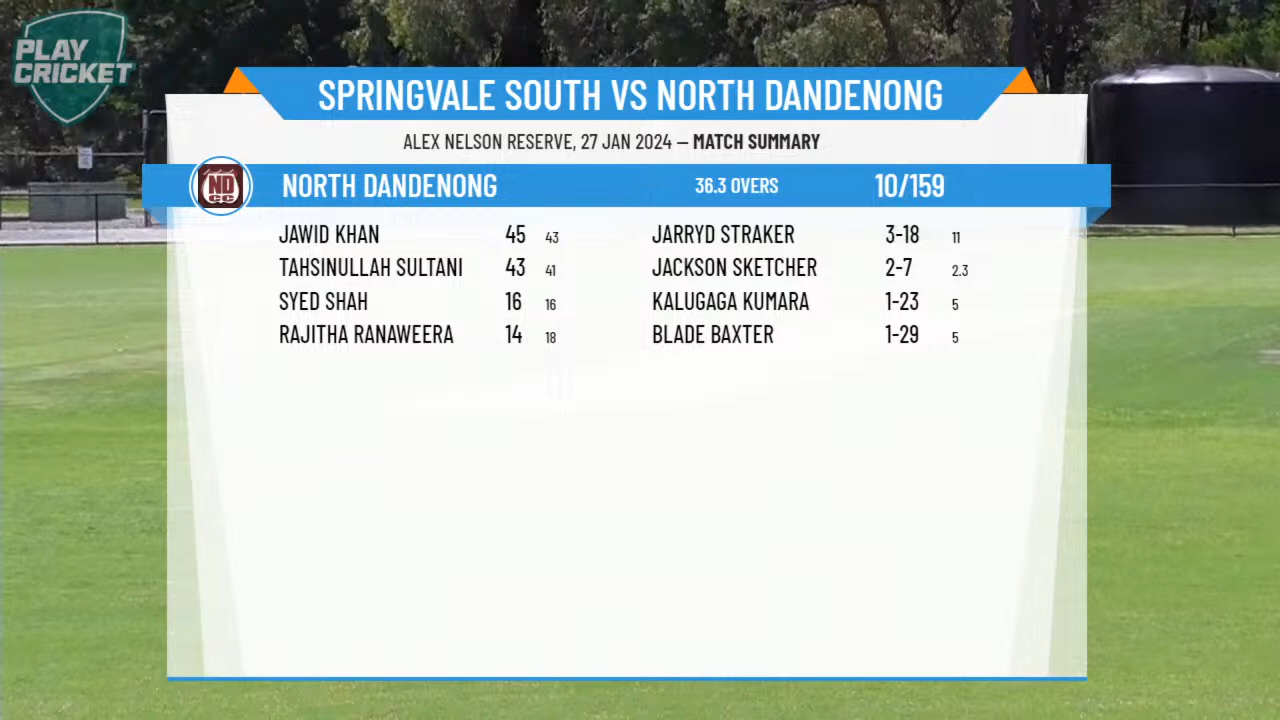 PLAY CRICKET
SPRINGVALE SOUTH VS NORTH DANDENONG
ALEX NELSON RESERVE, 27 JAN 2024 – MATCH SUMMARY
NDCC NORTH DANDENONG 36.3 OVERS 10/159
JAWID KHAN 45 43 JARRYD STRAKER 3-18 11
TAHSINULLAH SULTANI 43 41 JACKSON SKETCHER 2-7 2.3
SYED SHAH 16 16 KALUGAGA KUMARA 1-23 5
RAJITHA RANAWEERA 14 18 BLADE BAXTER 1-29 5